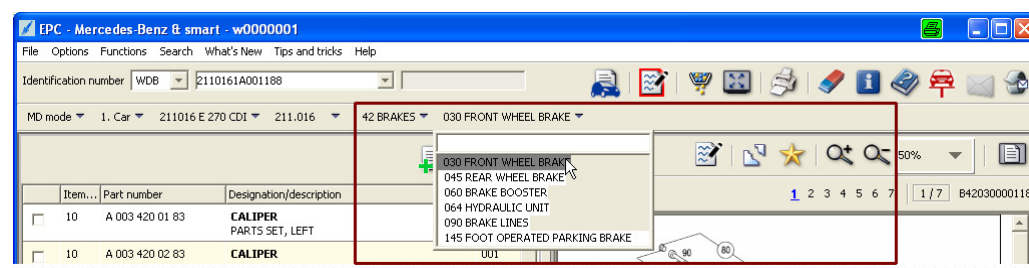 EPC - Mercedes-Benz & smart - w0000001
File Options Functions Search What's New Tips and tricks Help
Identification number WDB 2110161A001188
MD mode 1. Car 211016 E 270 CDI 211.016 42 BRAKES 030 FRONT WHEEL BRAKE
030 FRONT WHEEL BRAKE
045 REAR WHEEL BRAKE
060 BRAKE BOOSTER
064 HYDRAULIC UNIT
090 BRAKE LINES
145 FOOT OPERATED PARKING BRAKE
50%
Item... Part number Designation/description
1 2 3 4 5 6 7 1 / 7 B42030000118
10 A 003 420 01 83 CALIPER
PARTS SET, LEFT
10 A 003 420 02 83 CALIPER 001
90 80